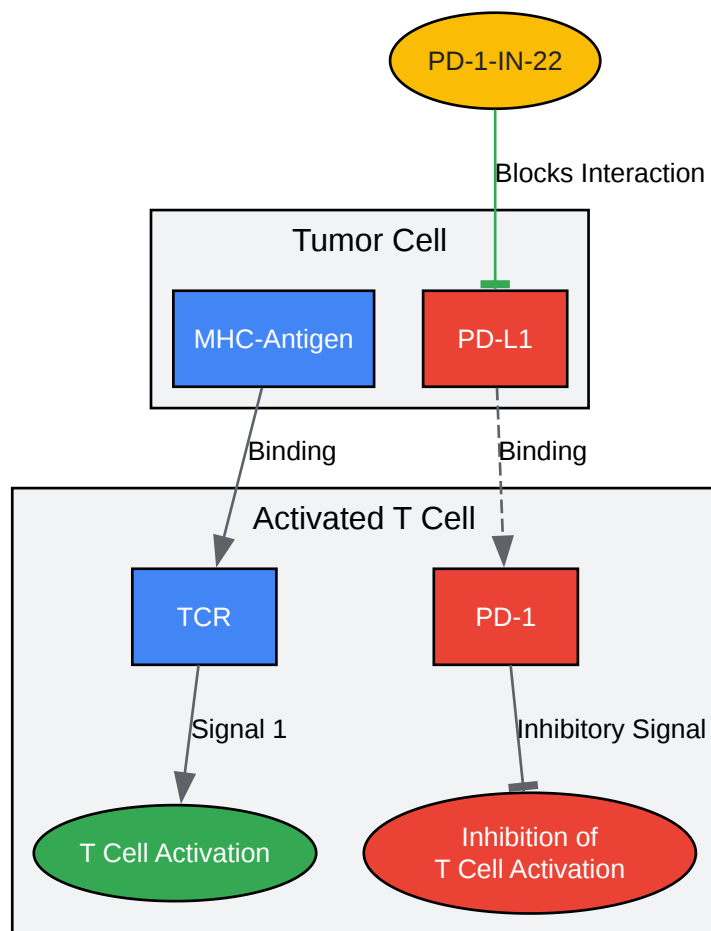 PD-1-IN-22
Blocks Interaction
Tumor Cell
MHC-Antigen
PD-L1
Binding
Binding
Activated T Cell
TCR
PD-1
Signal 1
Inhibitory Signal
T Cell Activation
Inhibition of
T Cell Activation